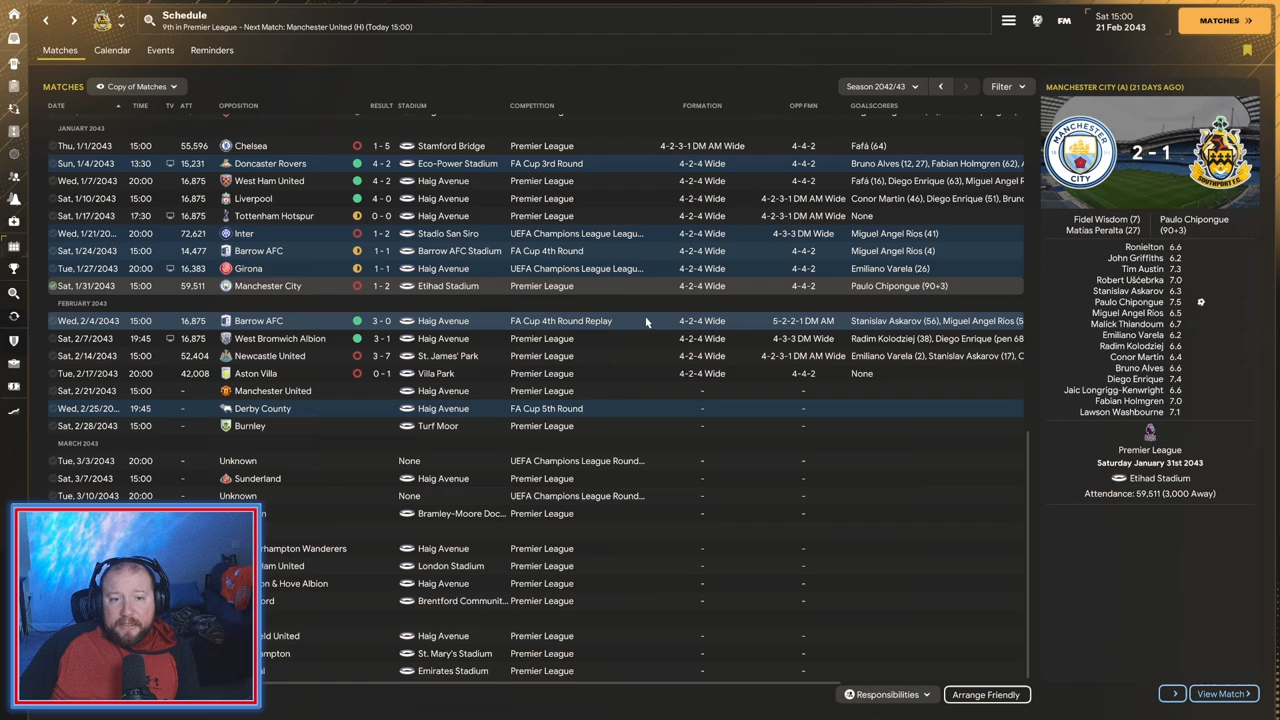 Schedule
9th in Premier League - Next Match: Manchester United (H) (Today 15:00)
FM
Sat 15:00
21 Feb 2043
MATCHES
Matches Calendar Events Reminders
MATCHES Copy of Matches Season 2042/43 Filter
DATE TIME TV ATT OPPOSITION RESULT STADIUM COMPETITION FORMATION OPP FMN GOALSCORERS
JANUARY 2043
Thu, 1/1/2043 15:00 55,596 Chelsea 1 - 5 Stamford Bridge Premier League 4-2-3-1 DM AM Wide 4-4-2 Fafá (64)
Sun, 1/4/2043 13:30 15,231 Doncaster Rovers 4 - 2 Eco-Power Stadium FA Cup 3rd Round 4-2-4 Wide 4-4-2 Bruno Alves (12, 27), Fabian Holmgren (62), A
Wed, 1/7/2043 20:00 16,875 West Ham United 4 - 2 Haig Avenue Premier League 4-2-4 Wide 4-4-2 Fafá (16), Diego Enrique (63), Miguel Angel R
Sat, 1/10/2043 15:00 16,875 Liverpool 4 - 0 Haig Avenue Premier League 4-2-4 Wide 4-2-3-1 DM AM Wide Conor Martin (46), Diego Enrique (51), Bruno
Sat, 1/17/2043 17:30 16,875 Tottenham Hotspur 0 - 0 Haig Avenue Premier League 4-2-4 Wide 4-2-3-1 DM AM Wide None
Wed, 1/21/20... 20:00 72,621 Inter 1 - 2 Stadio San Siro UEFA Champions League Leagu... 4-2-4 Wide 4-3-3 DM Wide Miguel Angel Rios (41)
Sat, 1/24/2043 15:00 14,477 Barrow AFC 1 - 1 Barrow AFC Stadium FA Cup 4th Round 4-2-4 Wide 4-4-2 Miguel Angel Rios (4)
Tue, 1/27/2043 20:00 16,383 Girona 1 - 1 Haig Avenue UEFA Champions League Leagu... 4-2-4 Wide 4-4-2 Emiliano Varela (26)
Sat, 1/31/2043 15:00 59,511 Manchester City 1 - 2 Etihad Stadium Premier League 4-2-4 Wide 4-4-2 Paulo Chipongue (90+3)
FEBRUARY 2043
Wed, 2/4/2043 15:00 16,875 Barrow AFC 3 - 0 Haig Avenue FA Cup 4th Round Replay 4-2-4 Wide 5-2-2-1 DM AM Stanislav Askarov (56), Miguel Angel Rios (5
Sat, 2/7/2043 19:45 16,875 West Bromwich Albion 3 - 1 Haig Avenue Premier League 4-2-4 Wide 4-3-3 DM Wide Radim Kolodziej (38), Diego Enrique (pen 68
Sat, 2/14/2043 15:00 52,404 Newcastle United 3 - 7 St. James' Park Premier League 4-2-4 Wide 4-2-3-1 DM AM Wide Emiliano Varela (2), Stanislav Askarov (17), C
Tue, 2/17/2043 20:00 42,008 Aston Villa 0 - 1 Villa Park Premier League 4-2-4 Wide 4-4-2 None
Sat, 2/21/2043 15:00 - Manchester United Haig Avenue Premier League - -
Wed, 2/25/20... 19:45 - Derby County Haig Avenue FA Cup 5th Round - -
Sat, 2/28/2043 15:00 - Burnley Turf Moor Premier League - -
MARCH 2043
Tue, 3/3/2043 20:00 - Unknown None UEFA Champions League Round... - -
Sat, 3/7/2043 15:00 - Sunderland Haig Avenue Premier League - -
Tue, 3/10/2043 20:00 - Unknown None UEFA Champions League Round... - -
n Bramley-Moore Doc... Premier League - -
rhampton Wanderers Haig Avenue Premier League - -
am United London Stadium Premier League - -
on & Hove Albion Haig Avenue Premier League - -
ord Brentford Communit... Premier League - -
eld United Haig Avenue Premier League - -
mpton St. Mary's Stadium Premier League - -
al Emirates Stadium Premier League - -
Responsibilities Arrange Friendly
MANCHESTER CITY (A) (21 DAYS AGO)
MANCHESTER CITY 2 - 1 SOUTHPORT F.C.
Fidel Wisdom (7) Paulo Chipongue
Matías Peralta (27) (90+3)
Ronielton 6.6
John Griffiths 6.2
Tim Austin 7.3
Robert Ušćebrka 7.0
Stanislav Askarov 6.3
Paulo Chipongue 7.5
Miguel Angel Rios 6.5
Malick Thiandoum 6.7
Emiliano Varela 6.2
Radim Kolodziej 6.6
Conor Martin 6.4
Bruno Alves 6.6
Diego Enrique 7.4
Jaic Longrigg-Kenwright 6.6
Fabian Holmgren 7.0
Lawson Washbourne 7.1
Premier League
Saturday January 31st 2043
Etihad Stadium
Attendance: 59,511 (3,000 Away)
View Match